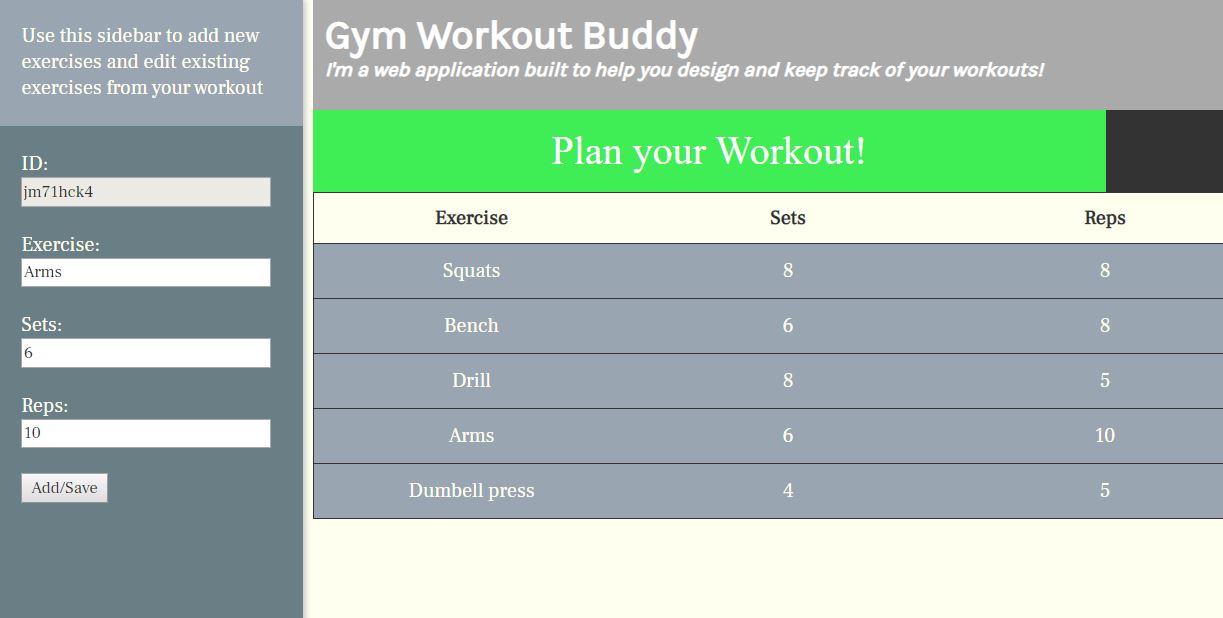 Use this sidebar to add new
exercises and edit existing
exercises from your workout
ID:
jm71hck4
Exercise:
Arms
Sets:
6
Reps:
10
Add/Save
Gym Workout Buddy
I'm a web application built to help you design and keep track of your workouts!
Plan your Workout!
Exercise Sets Reps
Squats 8 8
Bench 6 8
Drill 8 5
Arms 6 10
Dumbell press 4 5